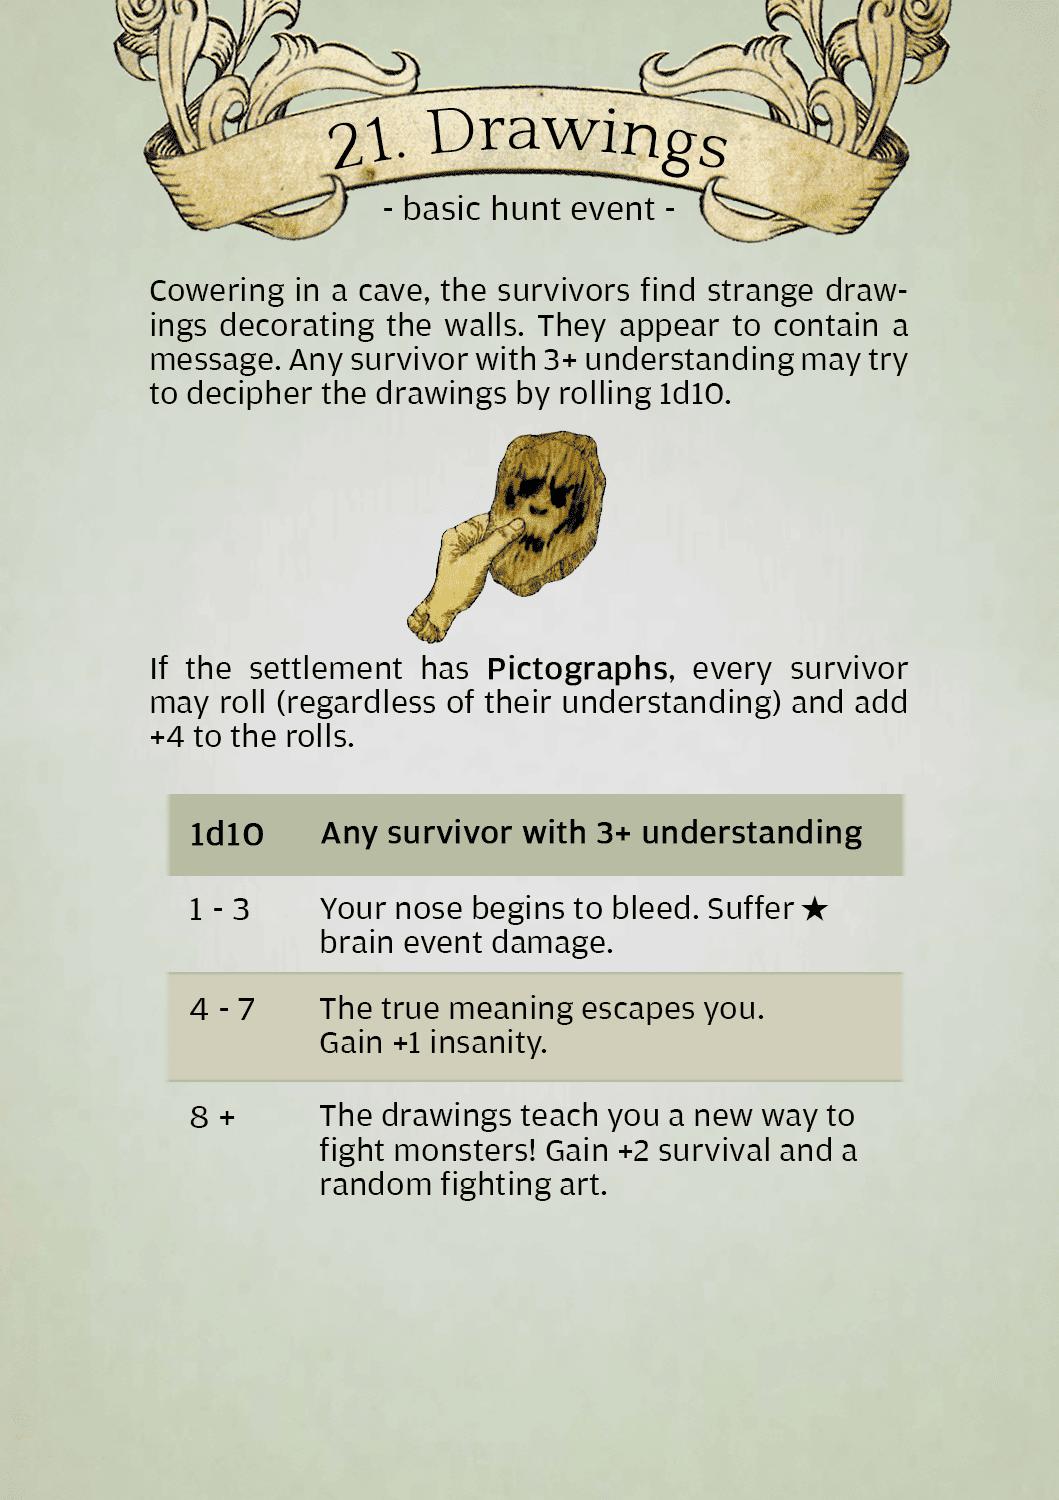 21. Drawings
- basic hunt event -
Cowering in a cave, the survivors find strange draw-
ings decorating the walls. They appear to contain a
message. Any survivor with 3+ understanding may try
to decipher the drawings by rolling 1d10.
If the settlement has Pictographs, every survivor
may roll (regardless of their understanding) and add
+4 to the rolls.
1d10 Any survivor with 3+ understanding
1 - 3 Your nose begins to bleed. Suffer ★
brain event damage.
4 - 7 The true meaning escapes you.
Gain +1 insanity.
8 + The drawings teach you a new way to
fight monsters! Gain +2 survival and a
random fighting art.